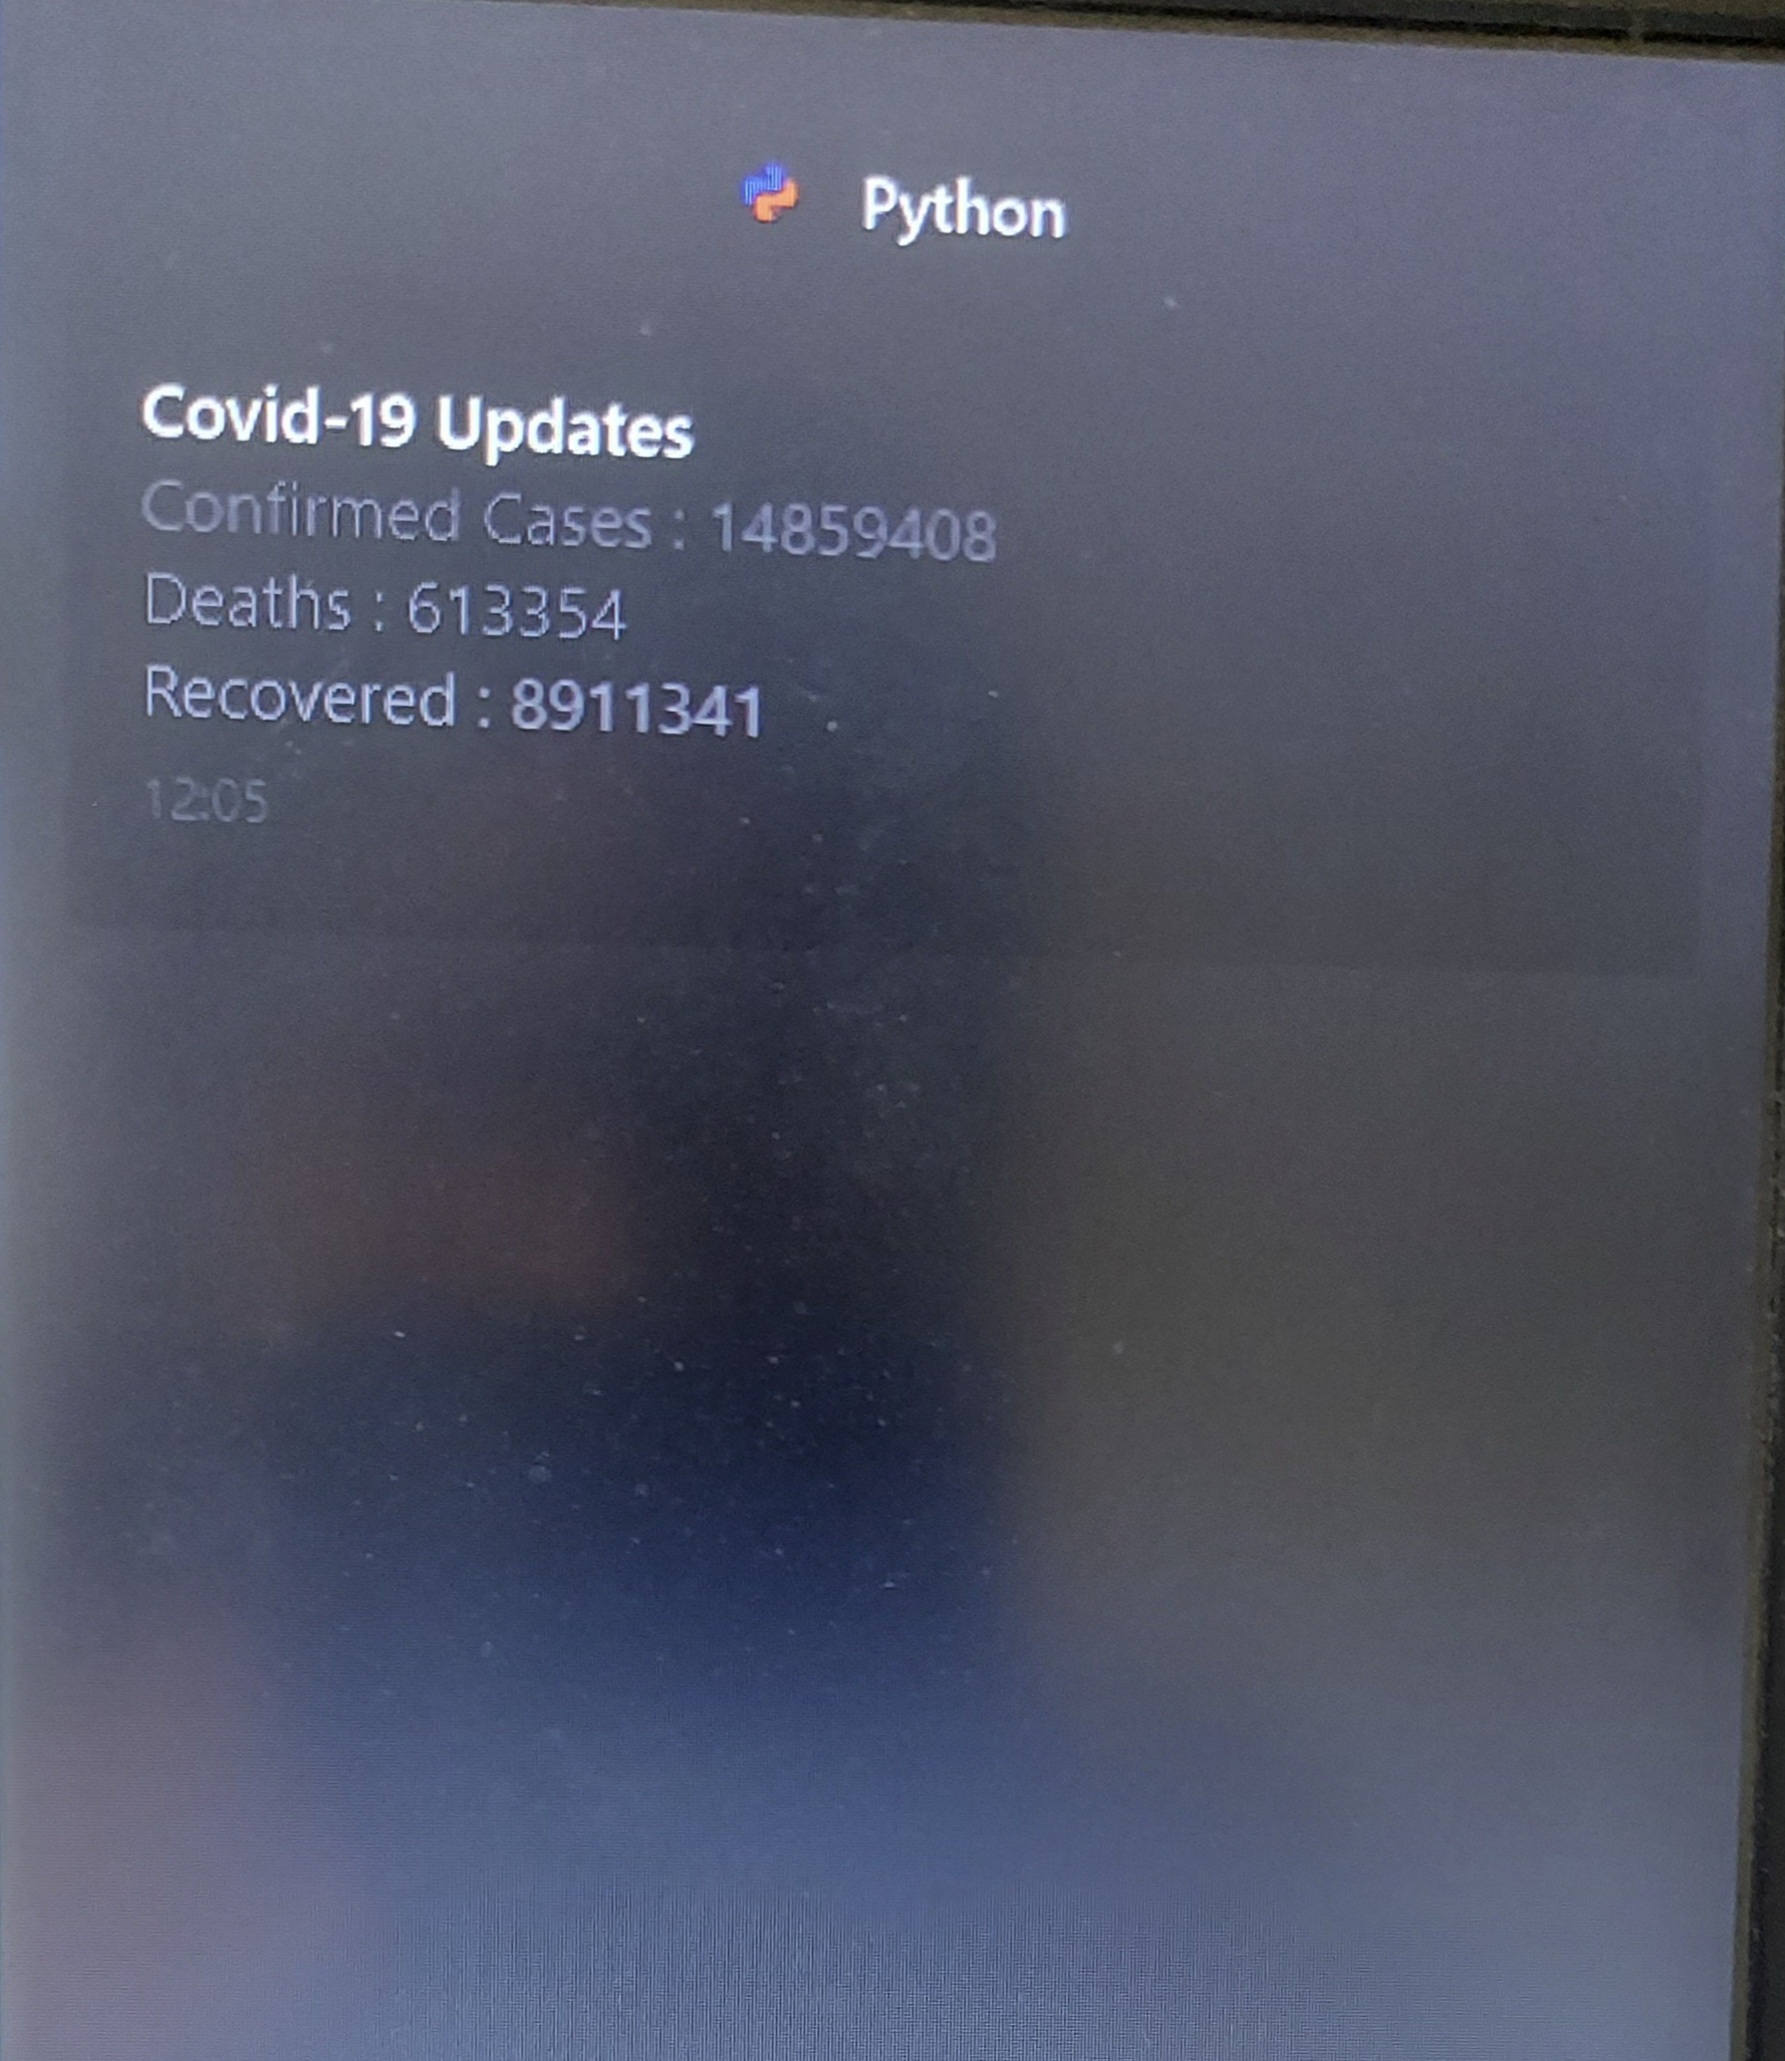 Python
Covid-19 Updates
Confirmed Cases : 14859408
Deaths : 613354
Recovered : 8911341
12:05